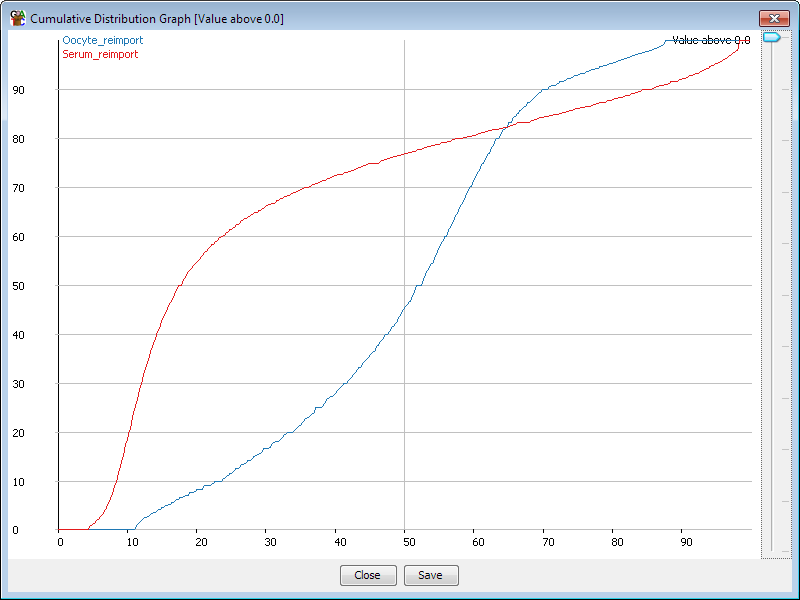 Cumulative Distribution Graph [Value above 0.0]
Oocyte_reimport
Serum_reimport
Value above 0.0
90
80
70
60
50
40
30
20
10
0
0 10 20 30 40 50 60 70 80 90
Close Save